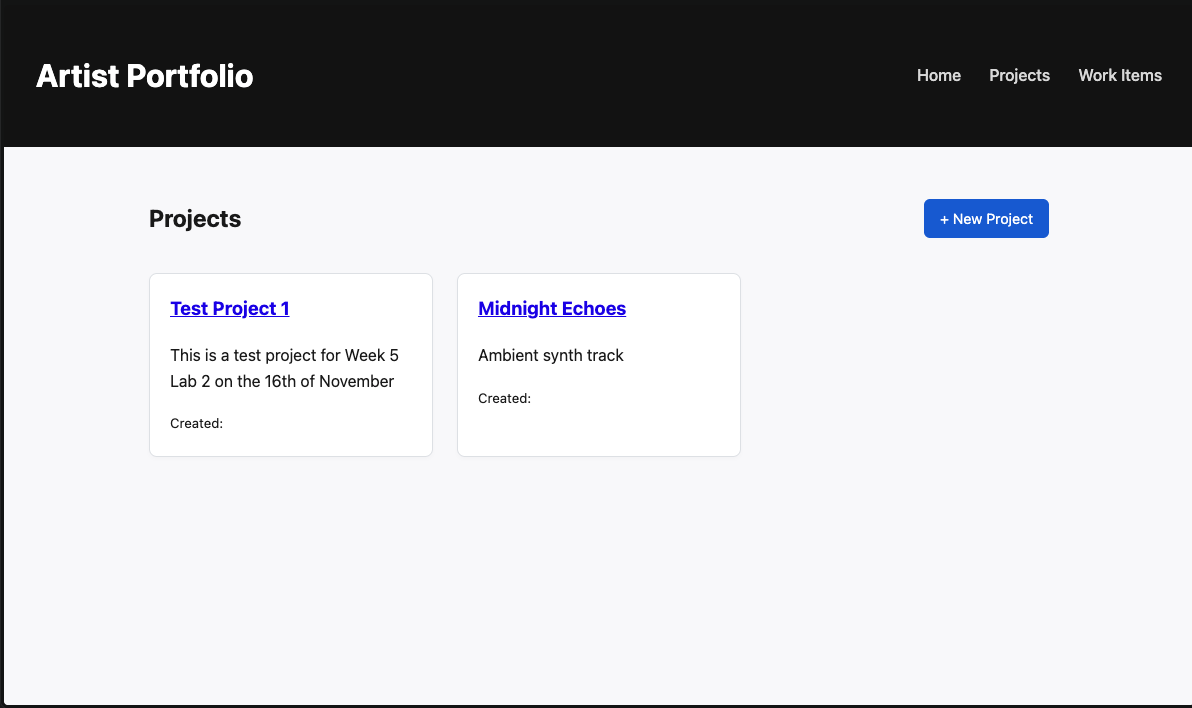 Artist Portfolio
Home
Projects
Work Items
Projects
+ New Project
Test Project 1
This is a test project for Week 5
Lab 2 on the 16th of November
Created:
Midnight Echoes
Ambient synth track
Created: